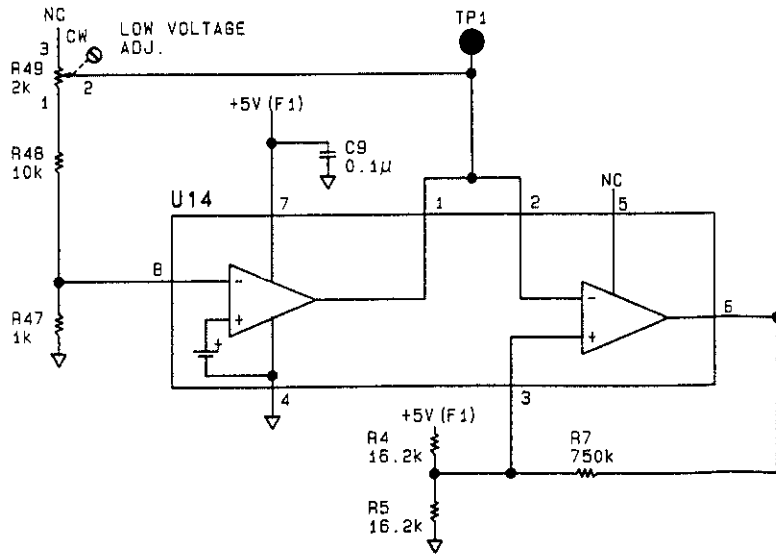 NC
TP1
CW
LOW VOLTAGE
ADJ.
3
R49
2k
2
1
+5V(F1)
C9
0.1μ
R48
10k
NC
U14
7
1
2
5
8
-
+
+
-
+
6
R47
1k
4
3
+5V(F1)
R4
16.2k
R7
750k
R5
16.2k